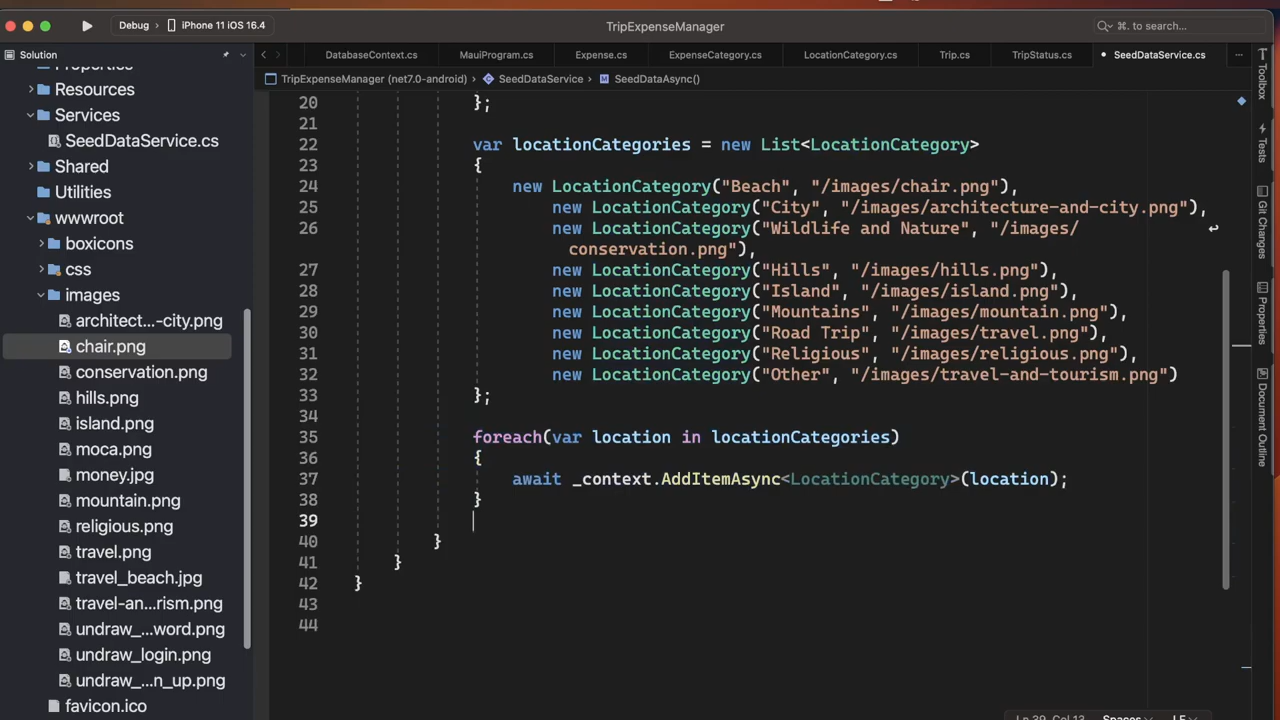 TripExpenseManager
Debug
iPhone 11 iOS 16.4
⌘. to search...
Solution
DatabaseContext.cs
MauiProgram.cs
Expense.cs
ExpenseCategory.cs
LocationCategory.cs
Trip.cs
TripStatus.cs
SeedDataService.cs
TripExpenseManager (net7.0-android)
SeedDataService
SeedDataAsync()
Properties
Resources
Services
SeedDataService.cs
Shared
Utilities
wwwroot
boxicons
css
images
architect...-city.png
chair.png
conservation.png
hills.png
island.png
moca.png
money.jpg
mountain.png
religious.png
travel.png
travel_beach.jpg
travel-an...rism.png
undraw_...word.png
undraw_login.png
undraw_...n_up.png
favicon.ico
20 };
21
22 var locationCategories = new List<LocationCategory>
23 {
24 new LocationCategory("Beach", "/images/chair.png"),
25 new LocationCategory("City", "/images/architecture-and-city.png"),
26 new LocationCategory("Wildlife and Nature", "/images/
conservation.png"),
27 new LocationCategory("Hills", "/images/hills.png"),
28 new LocationCategory("Island", "/images/island.png"),
29 new LocationCategory("Mountains", "/images/mountain.png"),
30 new LocationCategory("Road Trip", "/images/travel.png"),
31 new LocationCategory("Religious", "/images/religious.png"),
32 new LocationCategory("Other", "/images/travel-and-tourism.png")
33 };
34
35 foreach(var location in locationCategories)
36 {
37 await _context.AddItemAsync<LocationCategory>(location);
38 }
39
40 }
41 }
42 }
43
44
Toolbox
Tests
Git Changes
Properties
Document Outline
Ln 39, Col 13
Spaces
LF